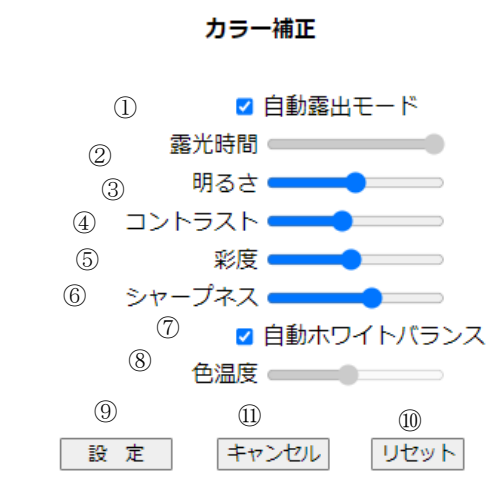 カラー補正
① 自動露出モード
② 露光時間
③ 明るさ
④ コントラスト
⑤ 彩度
⑥ シャープネス
⑦ 自動ホワイトバランス
⑧ 色温度
⑨ ⑪ ⑩
設　定 キャンセル リセット